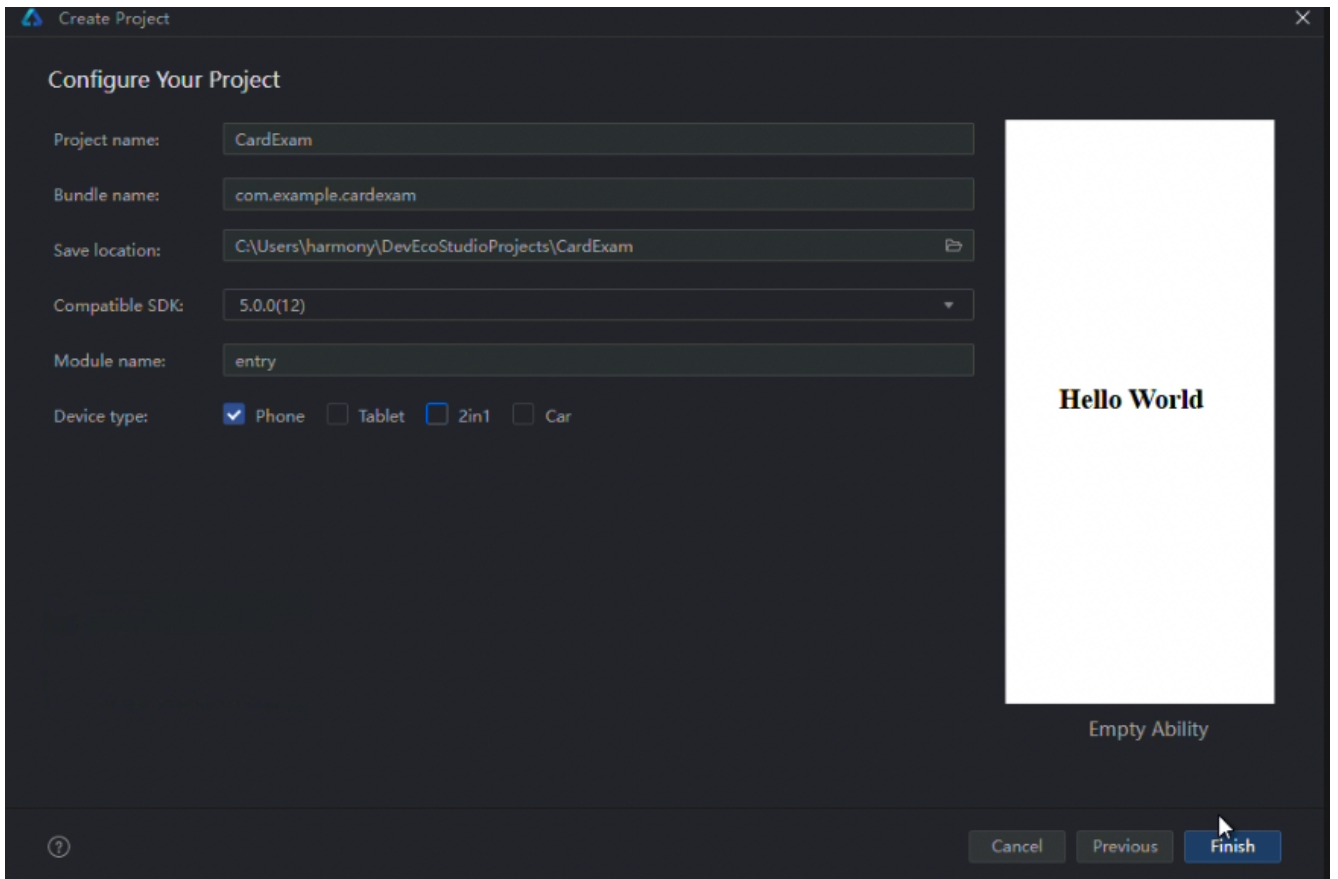 Create Project
Configure Your Project
Project name: CardExam
Bundle name: com.example.cardexam
Save location: C:\Users\harmony\DevEcoStudioProjects\CardExam
Compatible SDK: 5.0.0(12)
Module name: entry
Device type: Phone Tablet 2in1 Car
Hello World
Empty Ability
?
Cancel Previous Finish